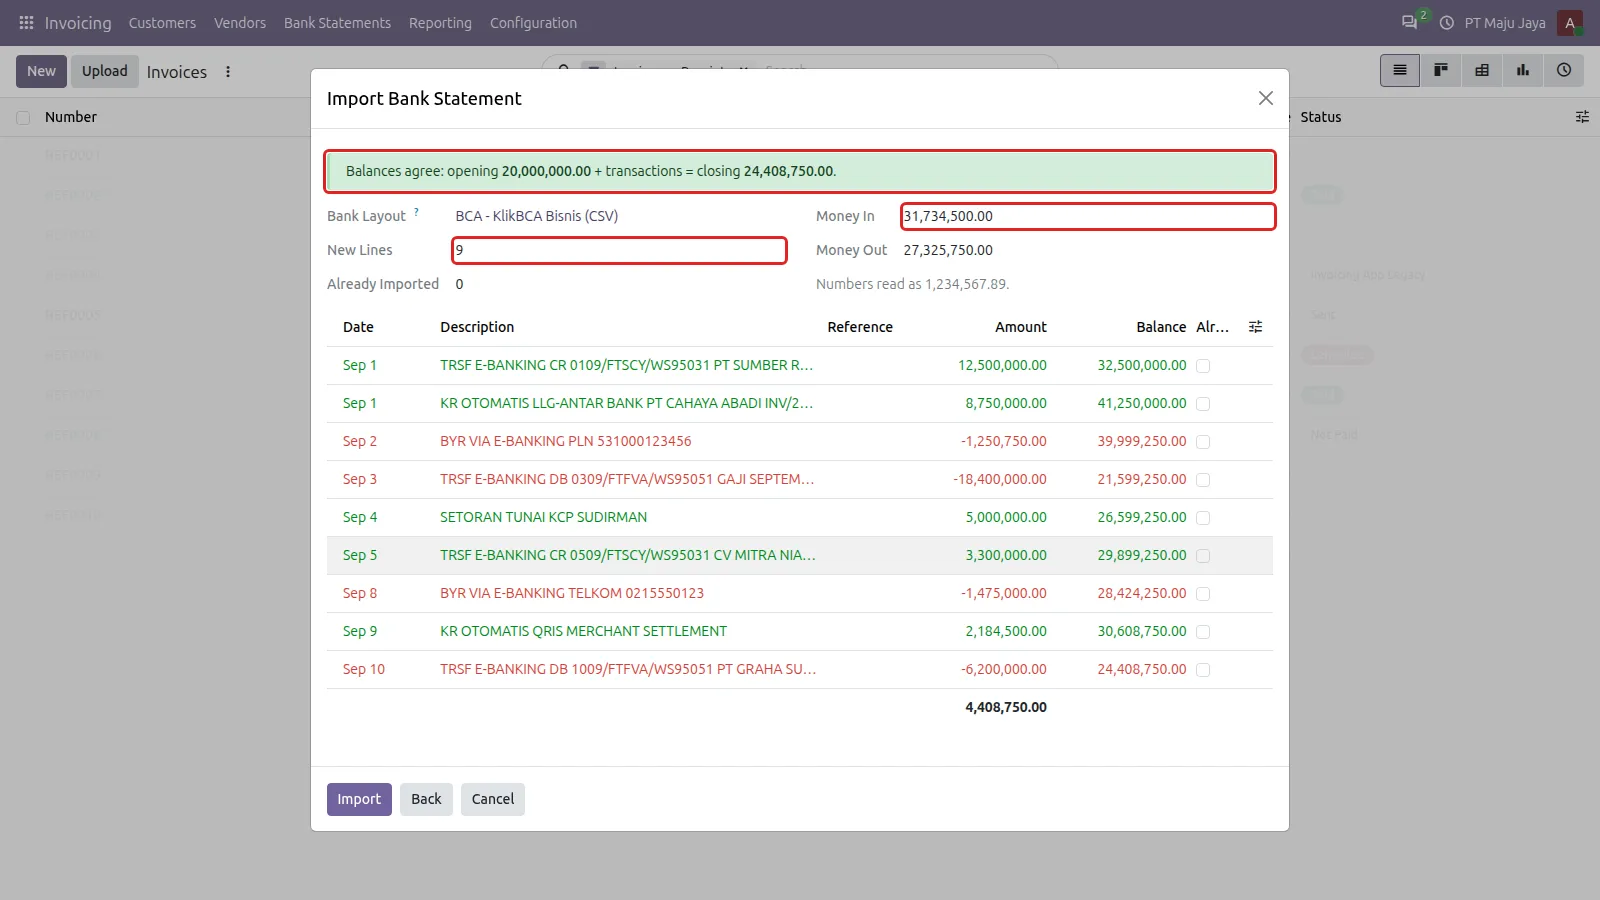 Invoicing Customers Vendors Bank Statements Reporting Configuration 2 PT Maju Jaya A
New Upload Invoices
Number Status
Import Bank Statement
Balances agree: opening 20,000,000.00 + transactions = closing 24,408,750.00.
Bank Layout ? BCA - KlikBCA Bisnis (CSV) Money In 31,734,500.00
New Lines 9 Money Out 27,325,750.00
Already Imported 0 Numbers read as 1,234,567.89.
Date Description Reference Amount Balance Alr...
Sep 1 TRSF E-BANKING CR 0109/FTSCY/WS95031 PT SUMBER R... 12,500,000.00 32,500,000.00
Sep 1 KR OTOMATIS LLG-ANTAR BANK PT CAHAYA ABADI INV/2... 8,750,000.00 41,250,000.00
Sep 2 BYR VIA E-BANKING PLN 531000123456 -1,250,750.00 39,999,250.00
Sep 3 TRSF E-BANKING DB 0309/FTFVA/WS95051 GAJI SEPTEM... -18,400,000.00 21,599,250.00
Sep 4 SETORAN TUNAI KCP SUDIRMAN 5,000,000.00 26,599,250.00
Sep 5 TRSF E-BANKING CR 0509/FTSCY/WS95031 CV MITRA NIA... 3,300,000.00 29,899,250.00
Sep 8 BYR VIA E-BANKING TELKOM 0215550123 -1,475,000.00 28,424,250.00
Sep 9 KR OTOMATIS QRIS MERCHANT SETTLEMENT 2,184,500.00 30,608,750.00
Sep 10 TRSF E-BANKING DB 1009/FTFVA/WS95051 PT GRAHA SU... -6,200,000.00 24,408,750.00
4,408,750.00
Import Back Cancel